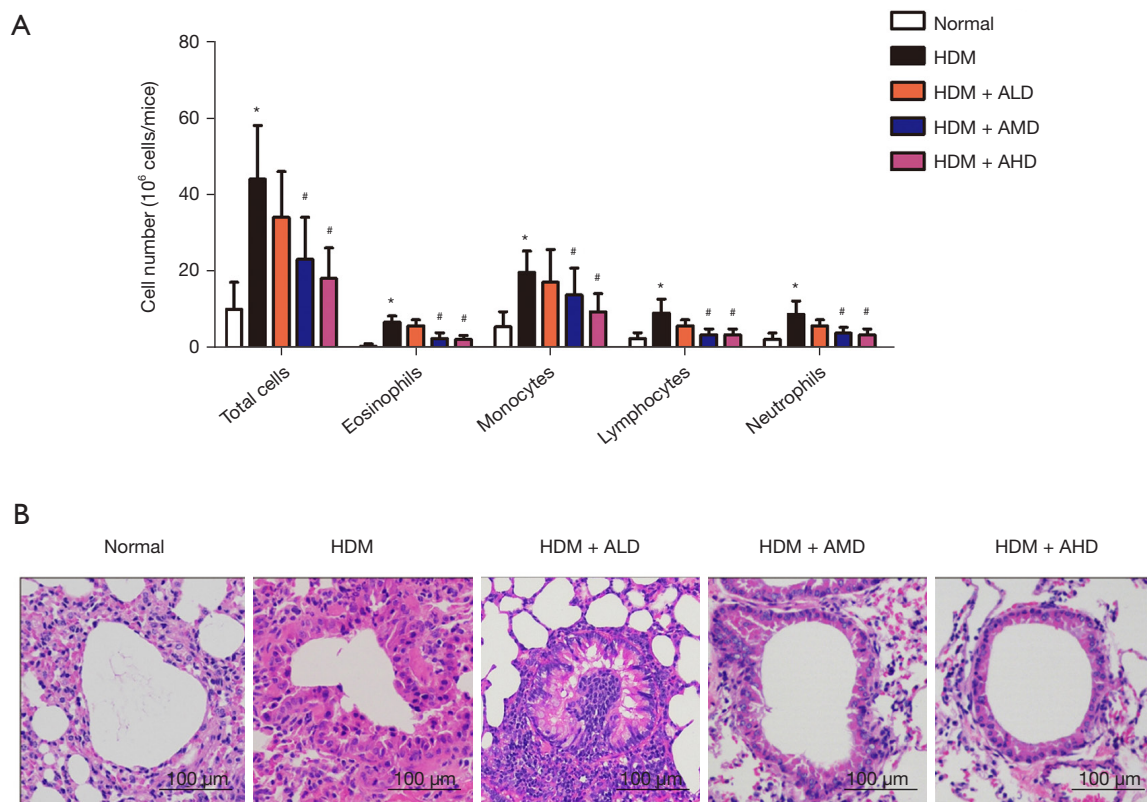 A
Cell number (10⁶ cells/mice)
80
60
40
20
0
* # #
* # #
* # #
* # #
* # #
Total cells
Eosinophils
Monocytes
Lymphocytes
Neutrophils
Normal
HDM
HDM + ALD
HDM + AMD
HDM + AHD
B
Normal HDM HDM + ALD HDM + AMD HDM + AHD
100 μm 100 μm 100 μm 100 μm 100 μm